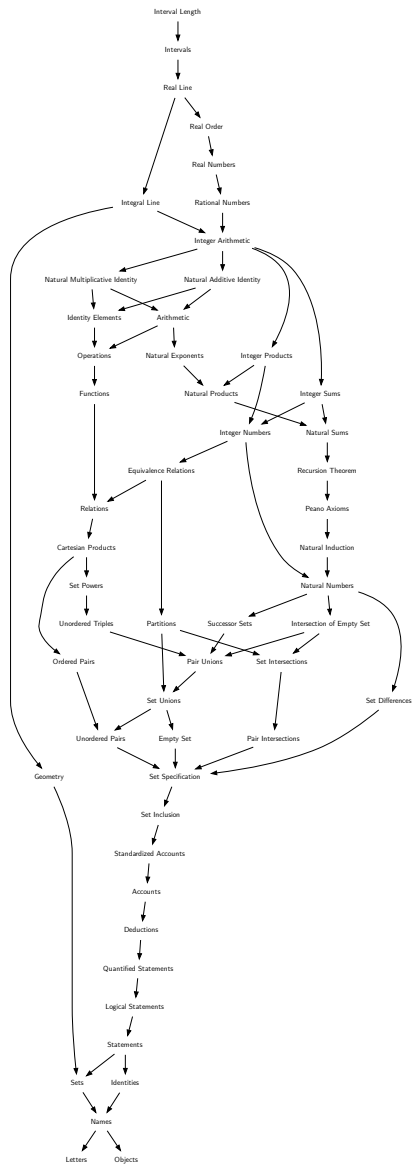 Interval Length
Intervals
Real Line
Real Order
Real Numbers
Integral Line
Rational Numbers
Integer Arithmetic
Natural Multiplicative Identity
Natural Additive Identity
Identity Elements
Arithmetic
Operations
Natural Exponents
Integer Products
Functions
Natural Products
Integer Sums
Integer Numbers
Natural Sums
Equivalence Relations
Recursion Theorem
Relations
Peano Axioms
Cartesian Products
Natural Induction
Set Powers
Natural Numbers
Unordered Triples
Partitions
Successor Sets
Intersection of Empty Set
Ordered Pairs
Pair Unions
Set Intersections
Set Unions
Set Differences
Unordered Pairs
Empty Set
Pair Intersections
Geometry
Set Specification
Set Inclusion
Standardized Accounts
Accounts
Deductions
Quantified Statements
Logical Statements
Statements
Sets
Identities
Names
Letters
Objects